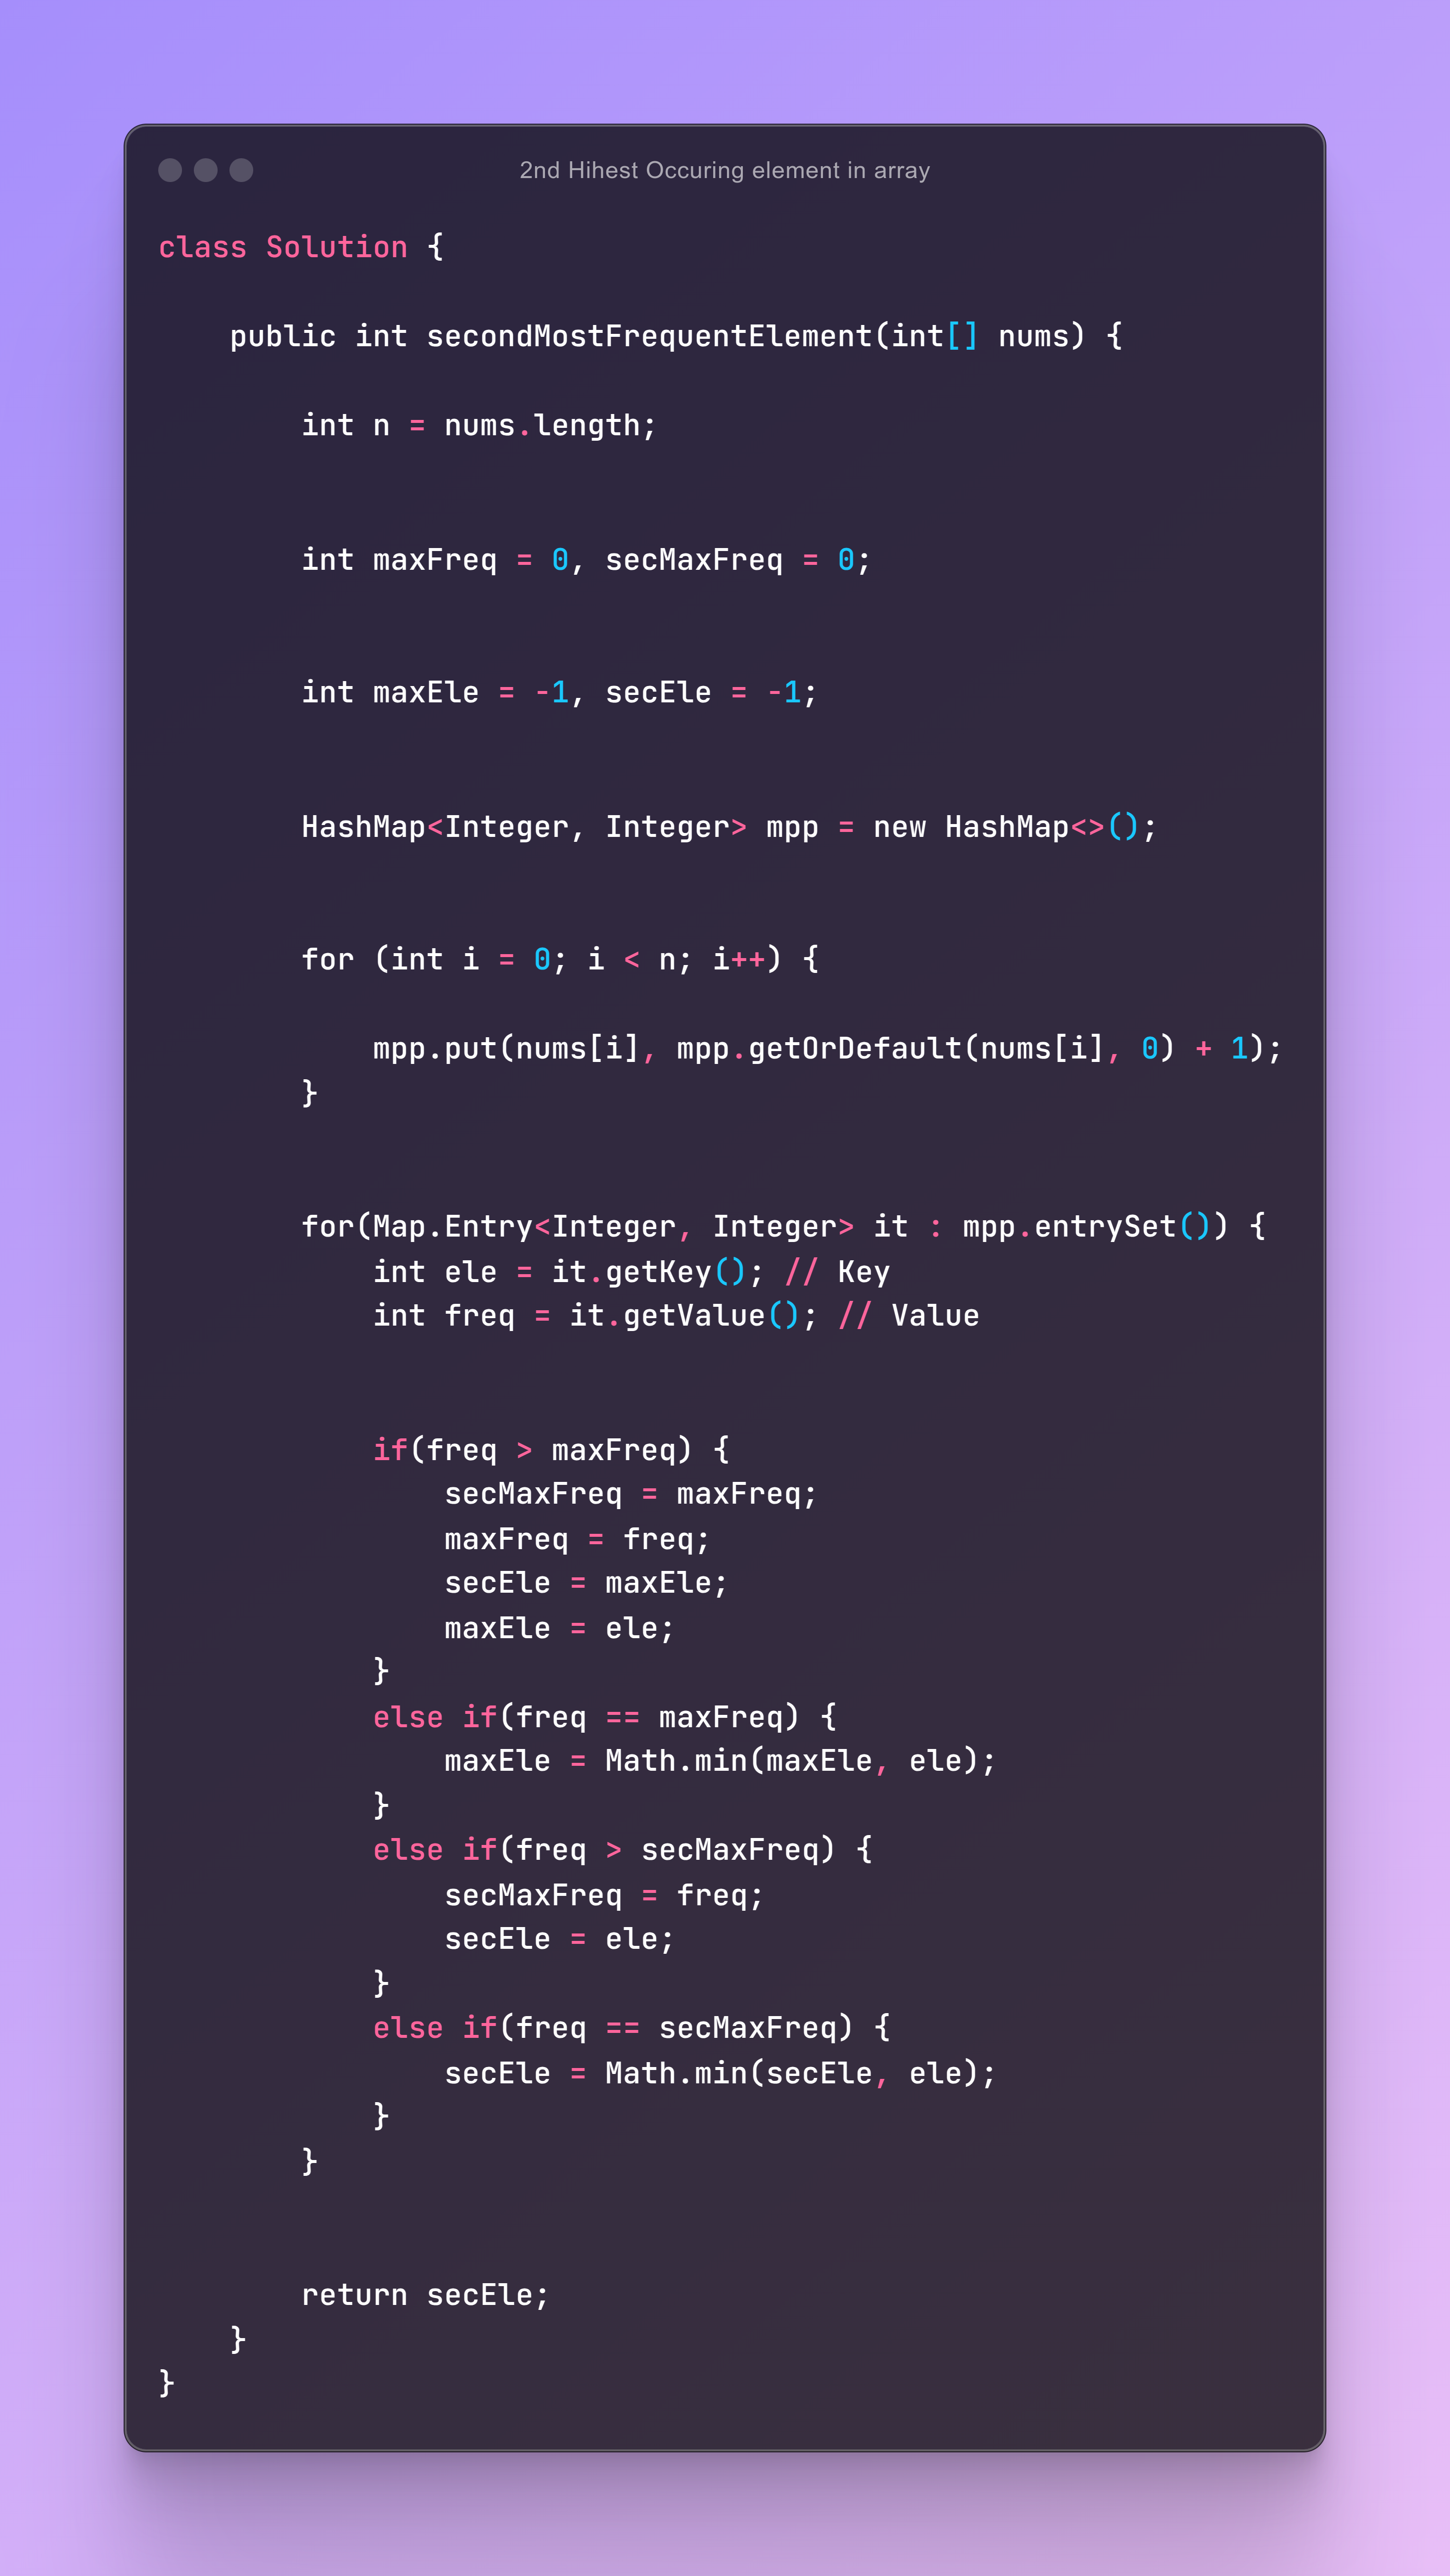 2nd Hihest Occuring element in array
class Solution {
    public int secondMostFrequentElement(int[] nums) {
        int n = nums.length;
        int maxFreq = 0, secMaxFreq = 0;
        int maxEle = -1, secEle = -1;
        HashMap<Integer, Integer> mpp = new HashMap<>();
        for (int i = 0; i < n; i++) {
            mpp.put(nums[i], mpp.getOrDefault(nums[i], 0) + 1);
        }
        for(Map.Entry<Integer, Integer> it : mpp.entrySet()) {
            int ele = it.getKey(); // Key
            int freq = it.getValue(); // Value
            if(freq > maxFreq) {
                secMaxFreq = maxFreq;
                maxFreq = freq;
                secEle = maxEle;
                maxEle = ele;
            }
            else if(freq == maxFreq) {
                maxEle = Math.min(maxEle, ele);
            }
            else if(freq > secMaxFreq) {
                secMaxFreq = freq;
                secEle = ele;
            }
            else if(freq == secMaxFreq) {
                secEle = Math.min(secEle, ele);
            }
        }
        return secEle;
    }
}